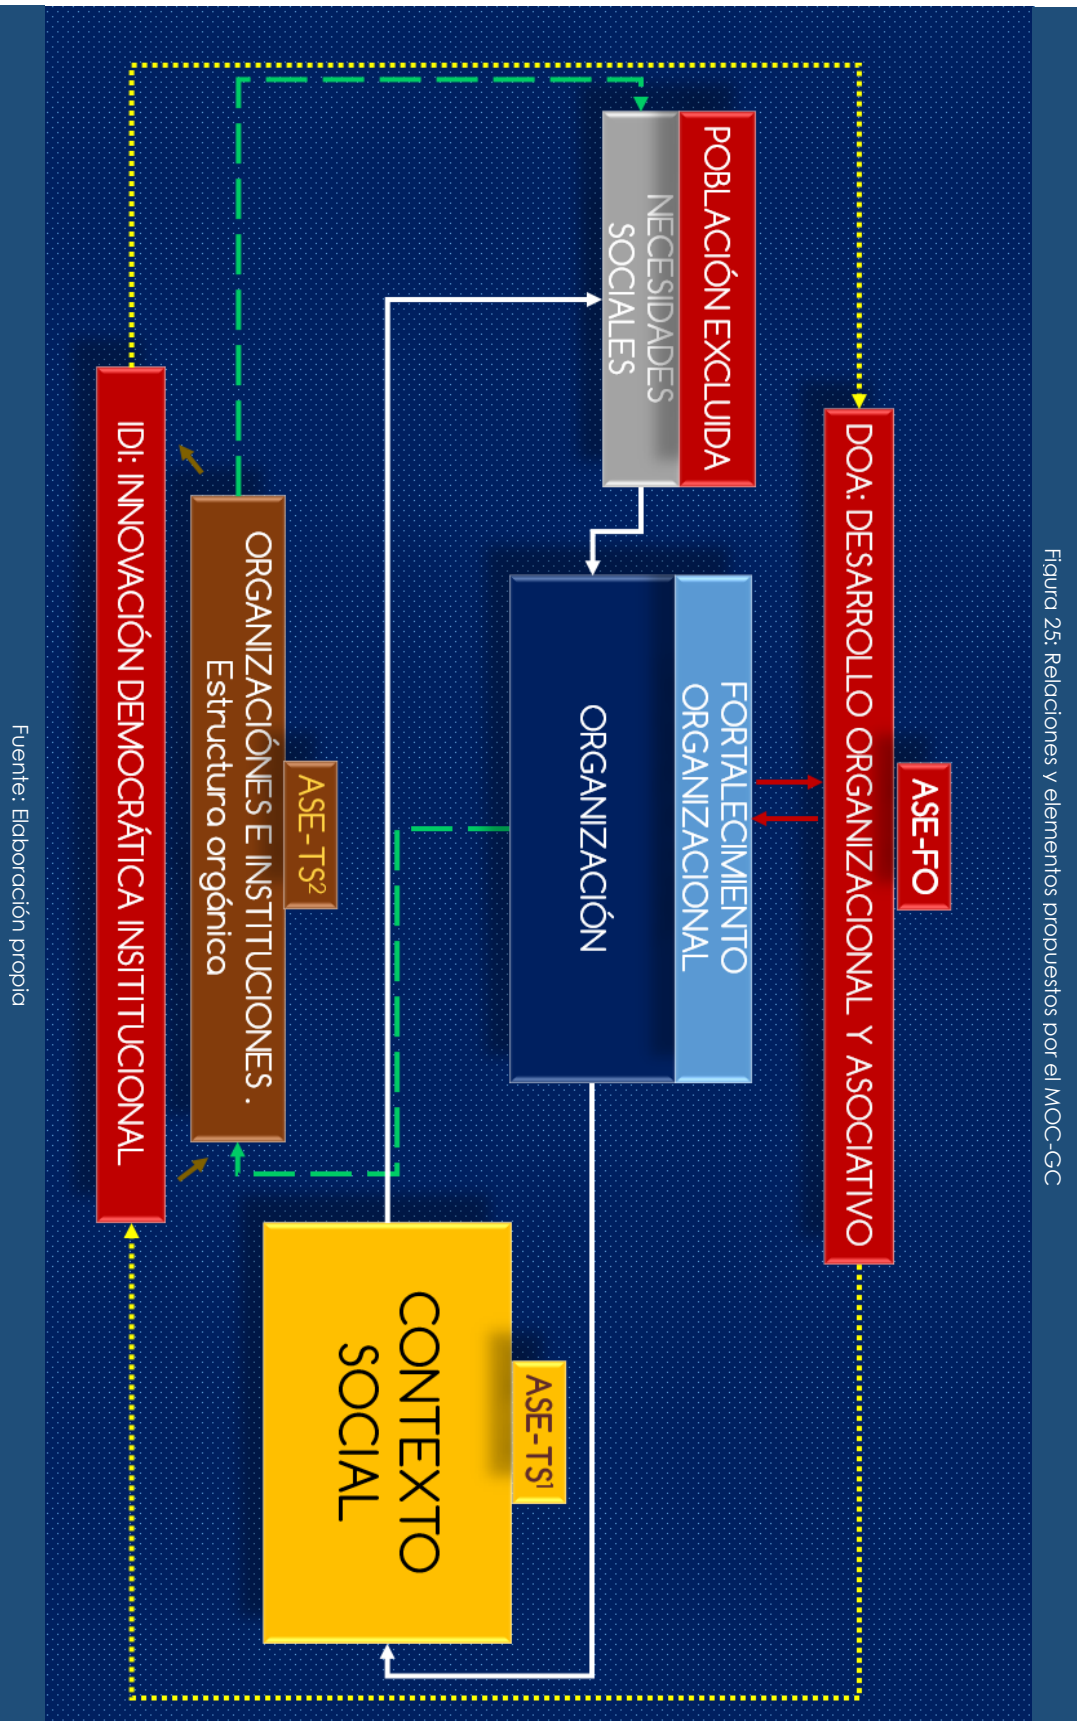 Figura 25: Relaciones y elementos propuestos por el MOC-GC
ASE-FO
DOA: DESARROLLO ORGANIZACIONAL Y ASOCIATIVO
POBLACIÓN EXCLUIDA
NECESIDADES
SOCIALES
FORTALECIMIENTO
ORGANIZACIONAL
ORGANIZACIÓN
ASE-TS¹
CONTEXTO
SOCIAL
ASE-TS²
ORGANIZACIÓNES E INSTITUCIONES .
Estructura orgónica
IDI: INNOVACIÓN DEMOCRÁTICA INSITITUCIONAL
Fuente: Elaboración propia